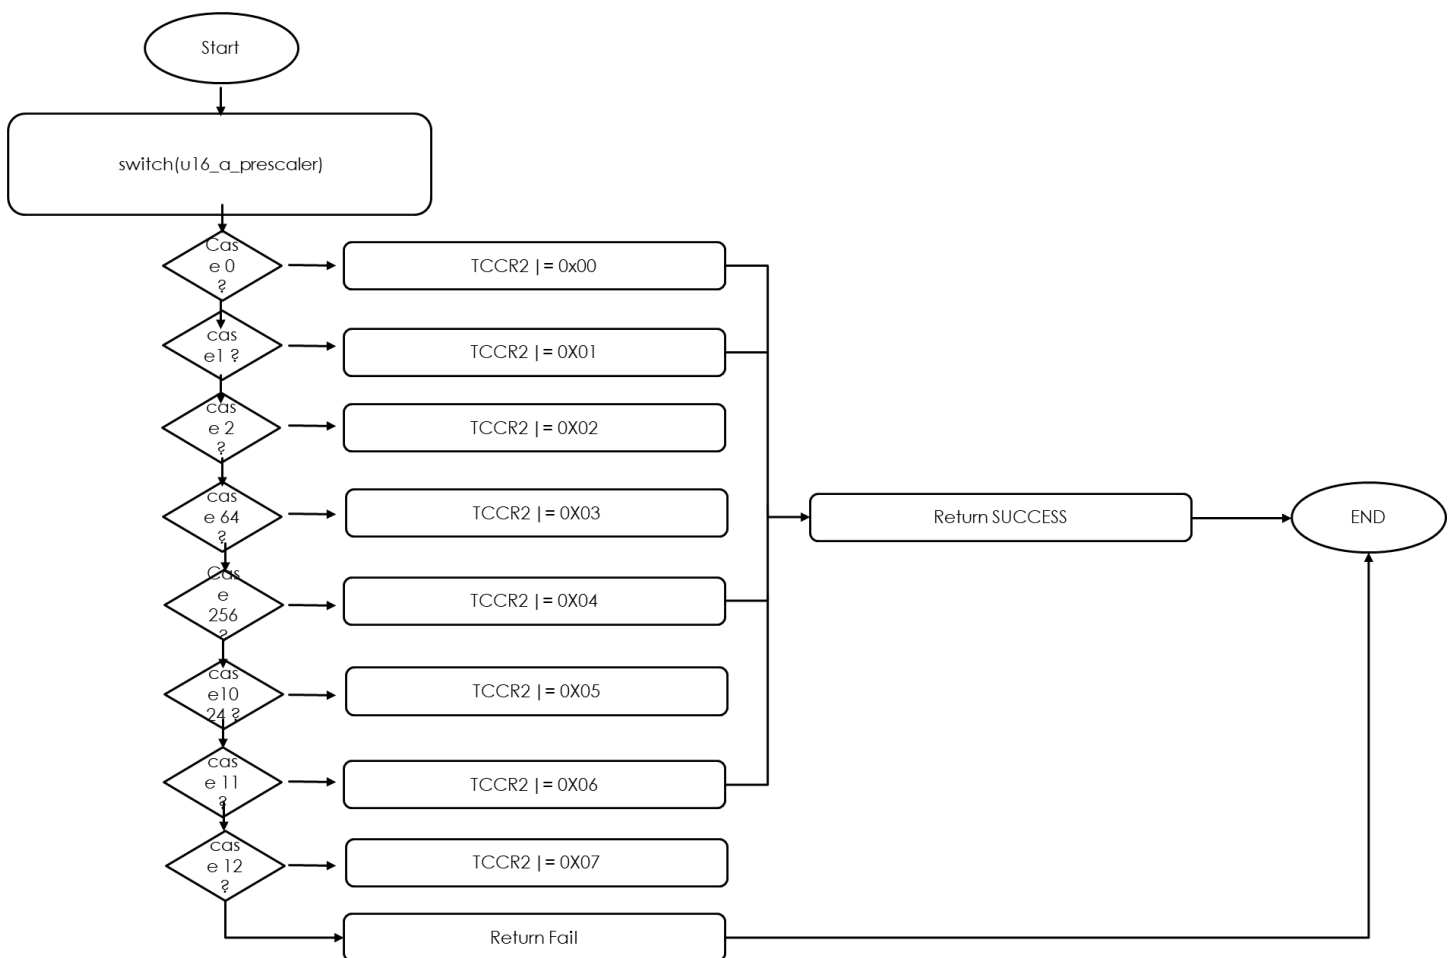 Start
switch(u16_a_prescaler)
Cas
e 0
?
TCCR2 |= 0x00
cas
e1 ?
TCCR2 |= 0X01
cas
e 2
?
TCCR2 |= 0X02
cas
e 64
?
TCCR2 |= 0X03
Return SUCCESS
END
Cas
e
256
?
TCCR2 |= 0X04
cas
e10
24 ?
TCCR2 |= 0X05
cas
e 11
?
TCCR2 |= 0X06
cas
e 12
?
TCCR2 |= 0X07
Return Fail